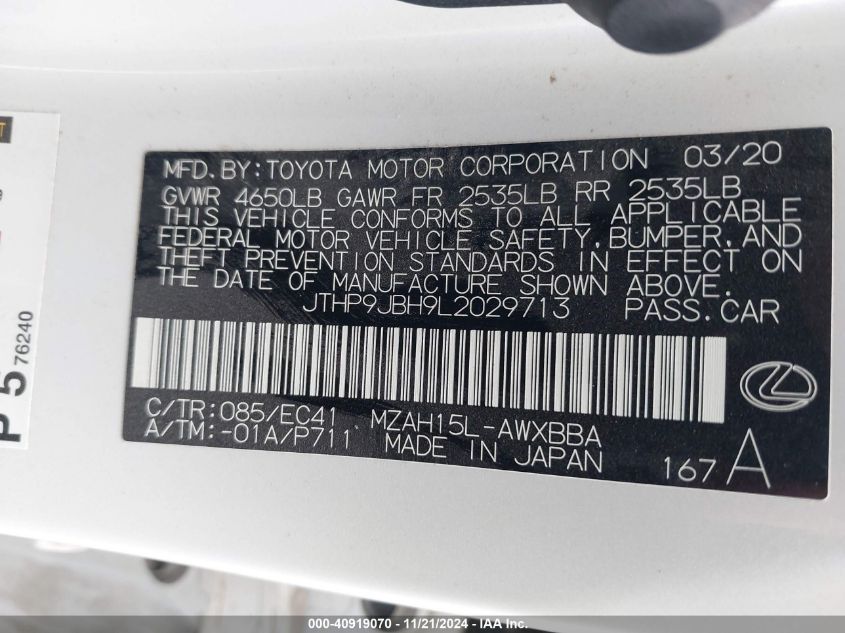 MFD.BY:TOYOTA MOTOR CORPORATION 03/20
GVWR 4650LB GAWR FR 2535LB RR 2535LB
THIS VEHICLE CONFORMS TO ALL APPLICABLE
FEDERAL MOTOR VEHICLE SAFETY,BUMPER,AND
THEFT PREVENTION STANDARDS IN EFFECT ON
THE DATE OF MANUFACTURE SHOWN ABOVE.
JTHP9JBH9L2029713 PASS.CAR
C/TR:085/EC41 MZAH15L-AWXBBA
A/TM:-01A/P711 MADE IN JAPAN
167 A
P 5 76240
000-40919070 - 11/21/2024 - IAA Inc.